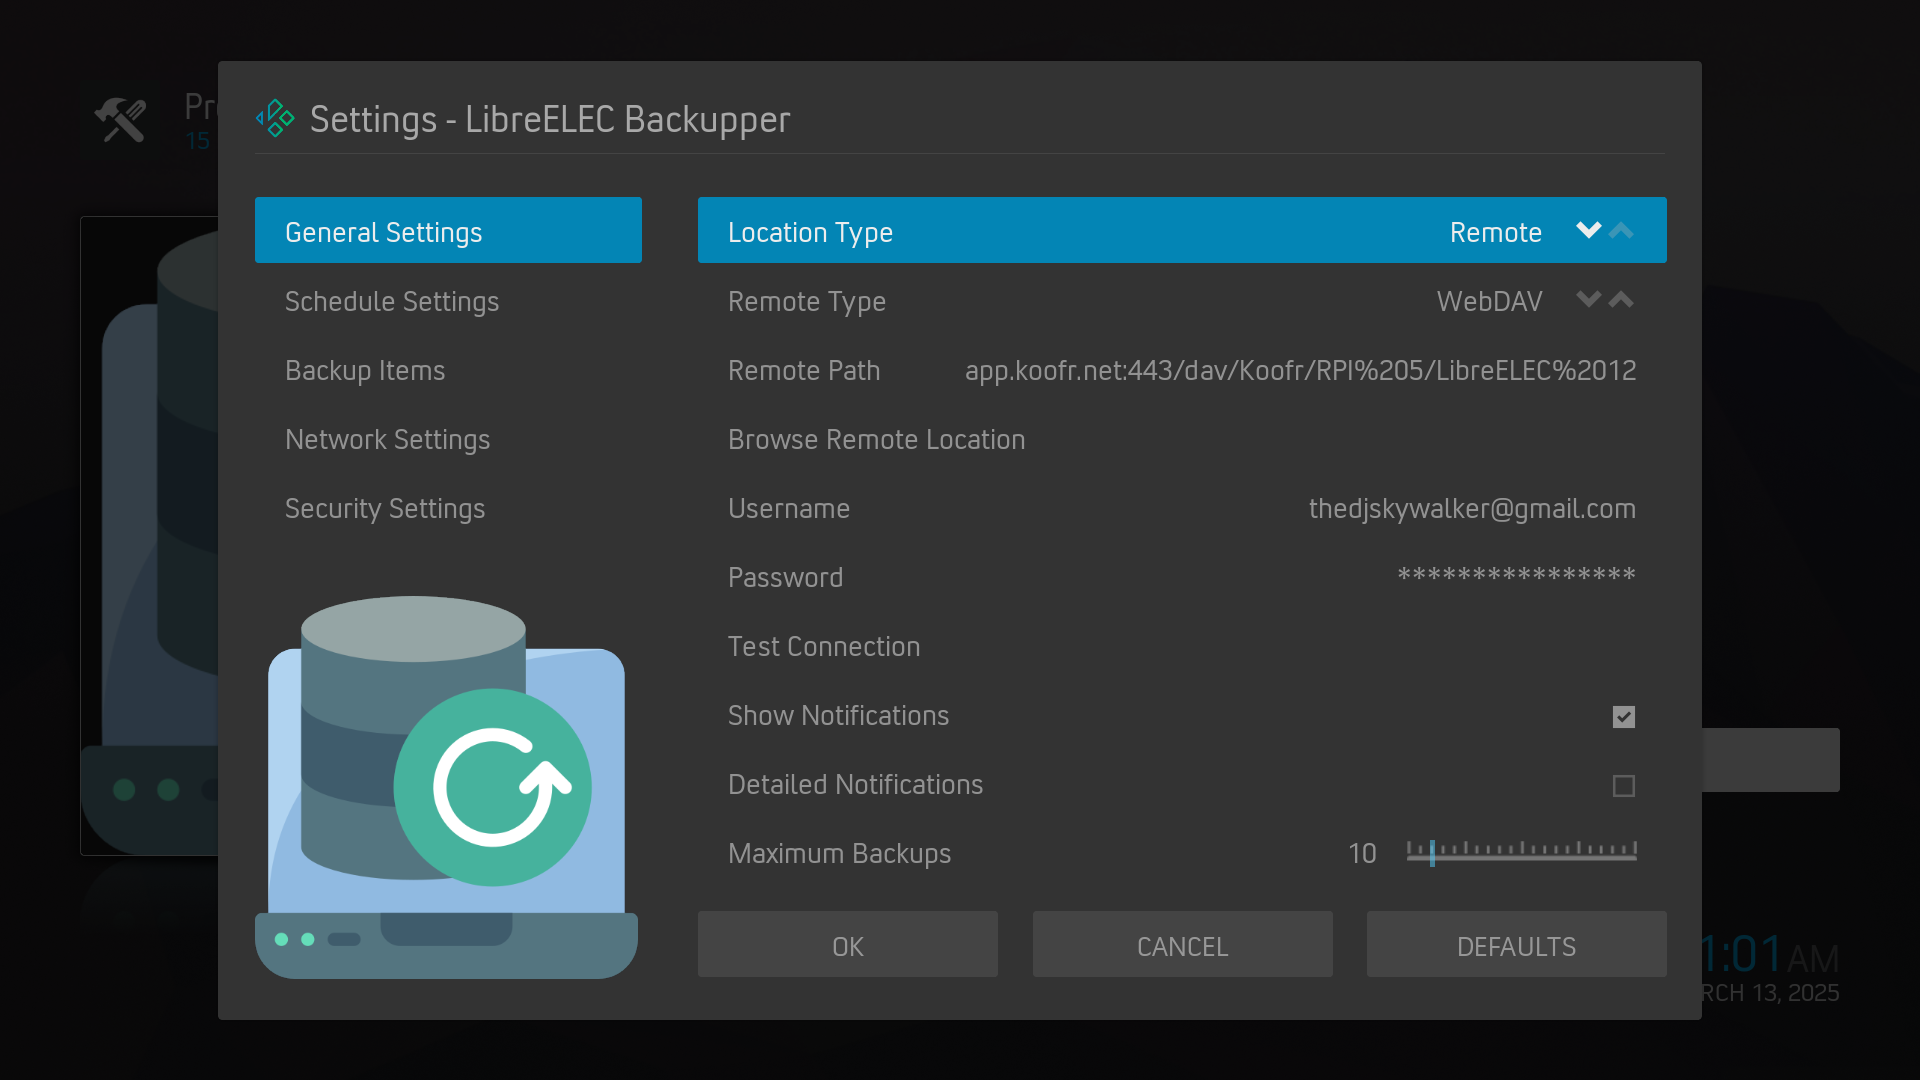 15
Settings - LibreELEC Backupper
General Settings
Schedule Settings
Backup Items
Network Settings
Security Settings
Location Type Remote
Remote Type WebDAV
Remote Path app.koofr.net:443/dav/Koofr/RPI%205/LibreELEC%2012
Browse Remote Location
Username thedjskywalker@gmail.com
Password ****************
Test Connection
Show Notifications
Detailed Notifications
Maximum Backups 10
OK CANCEL DEFAULTS
1:01 AM
RCH 13, 2025